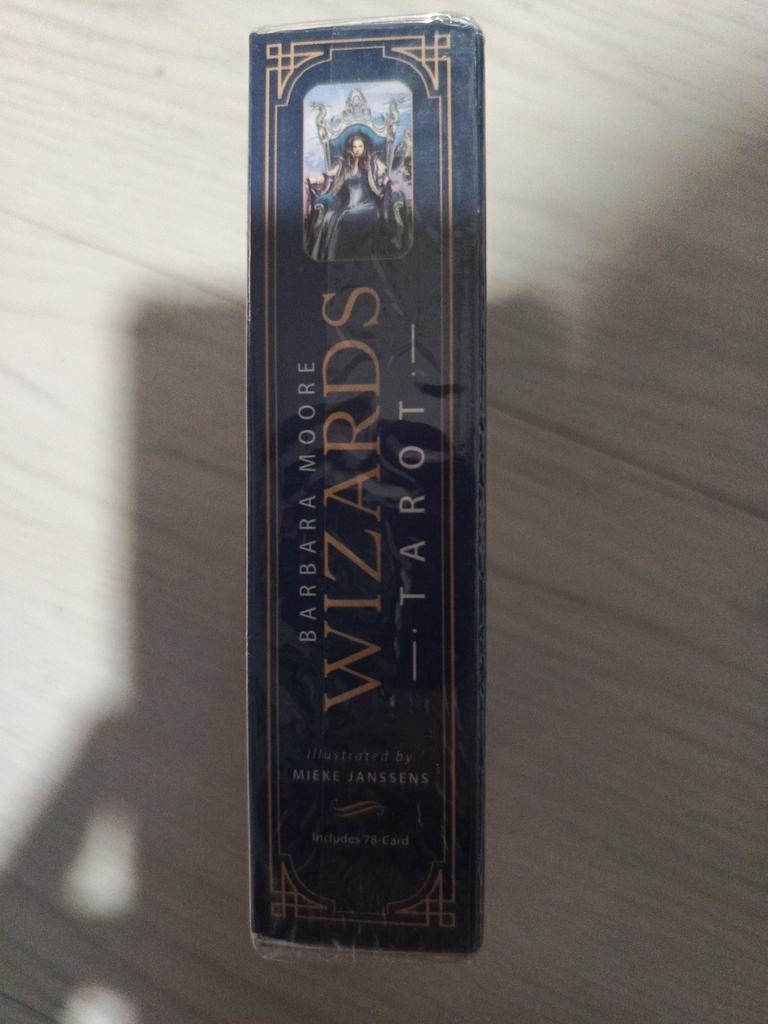 BARBARA MOORE
WIZARDS
TAROT
illustrated by
MIEKE JANSSENS
Includes 78-Card